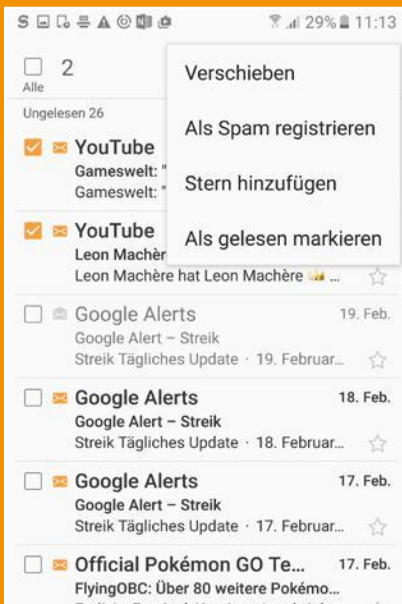 29% 11:13
2
Alle
Verschieben
Als Spam registrieren
Stern hinzufügen
Als gelesen markieren
Ungelesen 26
YouTube
Gameswelt: "
Gameswelt: "
YouTube
Leon Machèr
Leon Machère hat Leon Machère 👑 ...
Google Alerts 19. Feb.
Google Alert – Streik
Streik Tägliches Update · 19. Februar...
Google Alerts 18. Feb.
Google Alert – Streik
Streik Tägliches Update · 18. Februar...
Google Alerts 17. Feb.
Google Alert – Streik
Streik Tägliches Update · 17. Februar...
Official Pokémon GO Te... 17. Feb.
FlyingOBC: Über 80 weitere Pokémo...